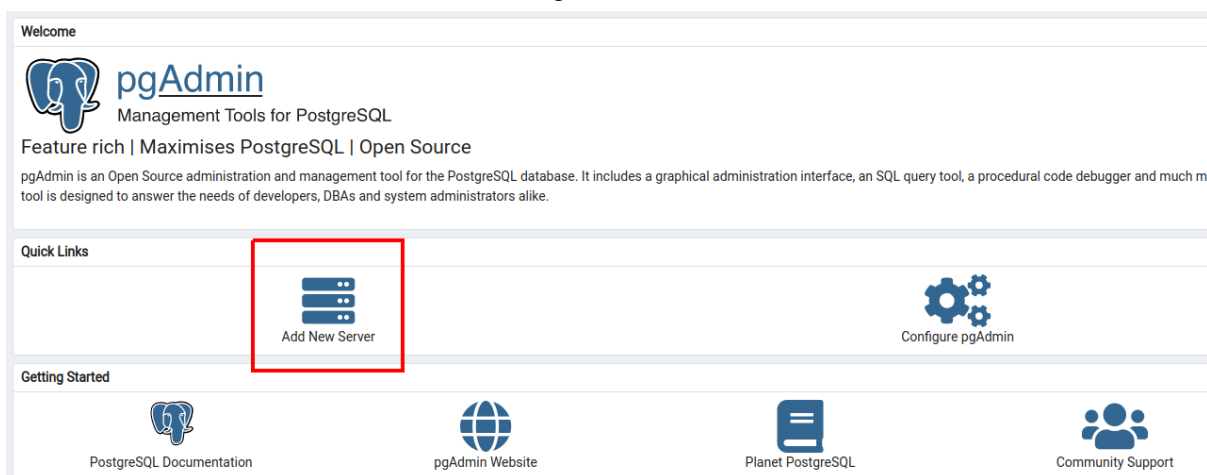 Welcome
pgAdmin
Management Tools for PostgreSQL
Feature rich | Maximises PostgreSQL | Open Source
pgAdmin is an Open Source administration and management tool for the PostgreSQL database. It includes a graphical administration interface, an SQL query tool, a procedural code debugger and much m
tool is designed to answer the needs of developers, DBAs and system administrators alike.
Quick Links
Add New Server
Configure pgAdmin
Getting Started
PostgreSQL Documentation
pgAdmin Website
Planet PostgreSQL
Community Support